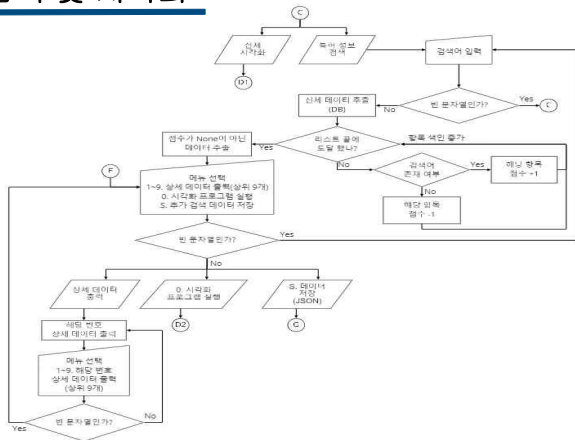 C
상세
시각화
특허 정보
검색
검색어 입력
D1
상세 데이터 추출
(DB)
빈 문자열인가?
Yes
C
No
점수가 None이 아닌
데이터 추출
Yes
리스트 끝에
도달 했나?
항목 색인 증가
No
검색어
존재 여부
Yes
해당 항목
점수 +1
No
해당 항목
점수 -1
F
메뉴 선택
1~9. 상세 데이터 출력(상위 9개)
0. 시각화 프로그램 실행
S. 추가 검색 데이터 저장
빈 문자열인가?
Yes
No
상세 데이터
출력
0. 시각화
프로그램 실행
S. 데이터
저장
(JSON)
D2
G
해당 번호
상세 데이터 출력
메뉴 선택
1~9. 해당 번호
상세 데이터 출력
(상위 9개)
빈 문자열인가?
Yes
No